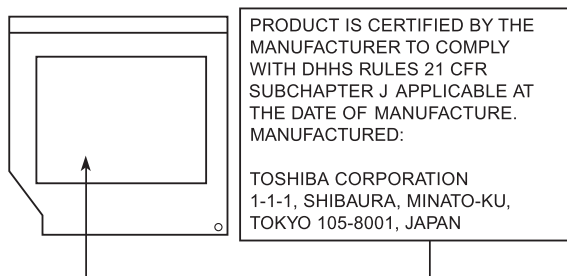 PRODUCT IS CERTIFIED BY THE
MANUFACTURER TO COMPLY
WITH DHHS RULES 21 CFR
SUBCHAPTER J APPLICABLE AT
THE DATE OF MANUFACTURE.
MANUFACTURED:
TOSHIBA CORPORATION
1-1-1, SHIBAURA, MINATO-KU,
TOKYO 105-8001, JAPAN